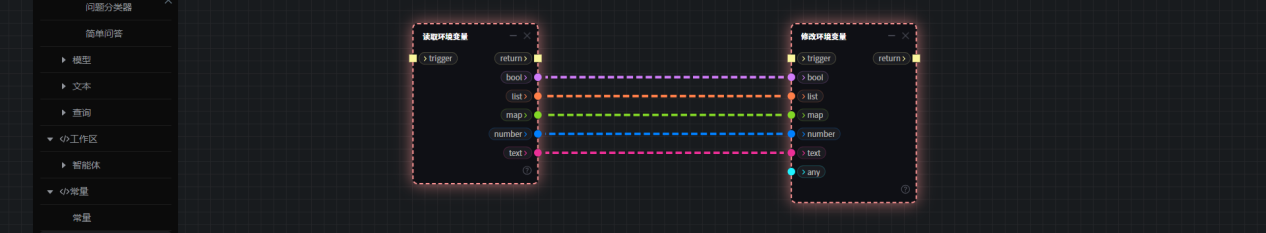 问题分类器
简单问答
模型
文本
查询
</>工作区
智能体
</>常量
常量
读取环境变量
trigger return
bool
list
map
number
text
修改环境变量
trigger return
bool
list
map
number
text
any